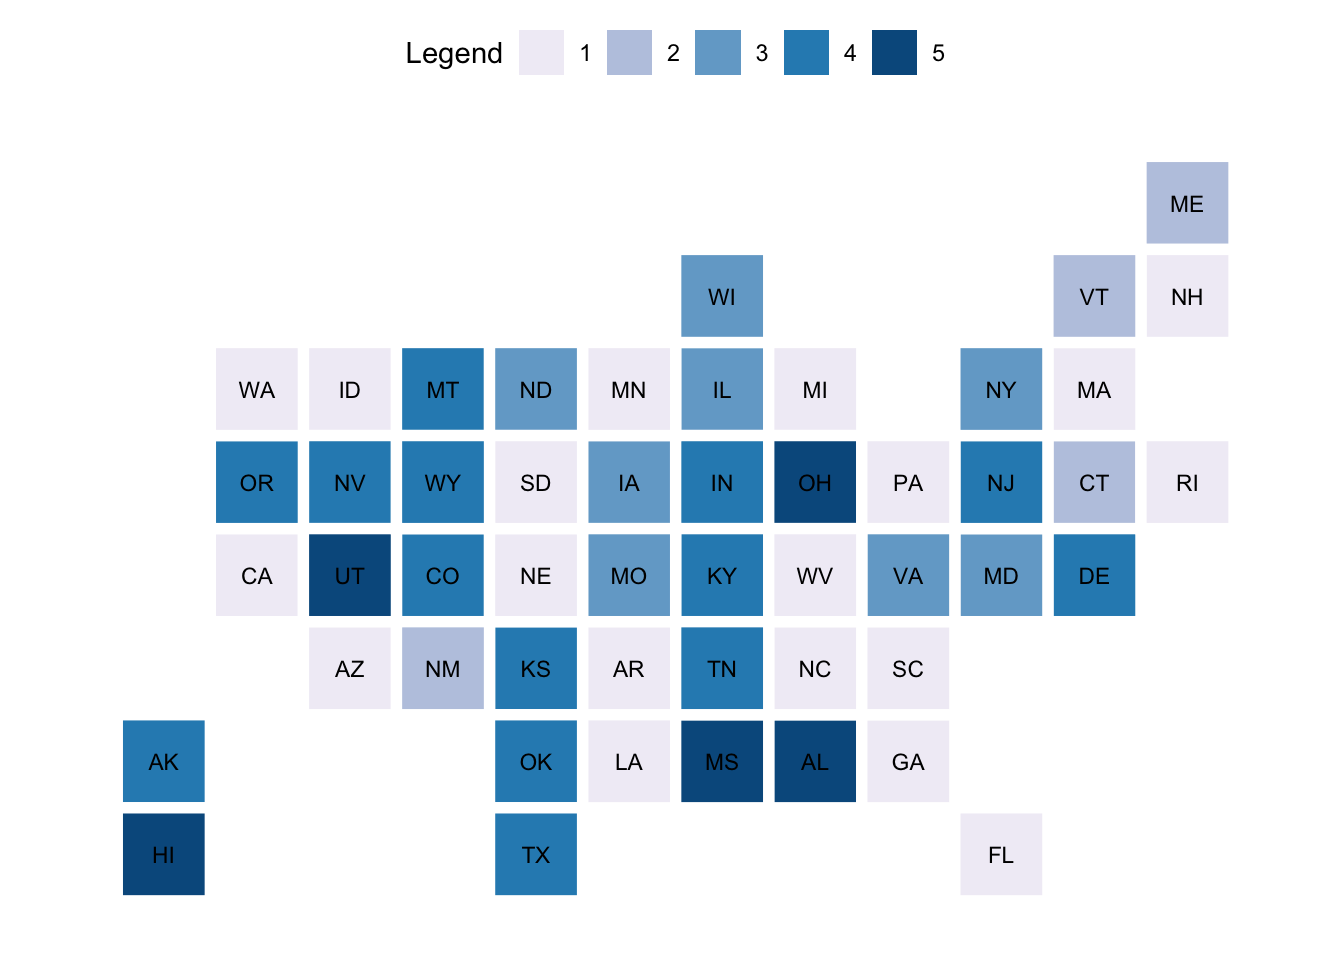 Legend 1 2 3 4 5
ME
WI VT NH
WA ID MT ND MN IL MI NY MA
OR NV WY SD IA IN OH PA NJ CT RI
CA UT CO NE MO KY WV VA MD DE
AZ NM KS AR TN NC SC
AK OK LA MS AL GA
HI TX FL